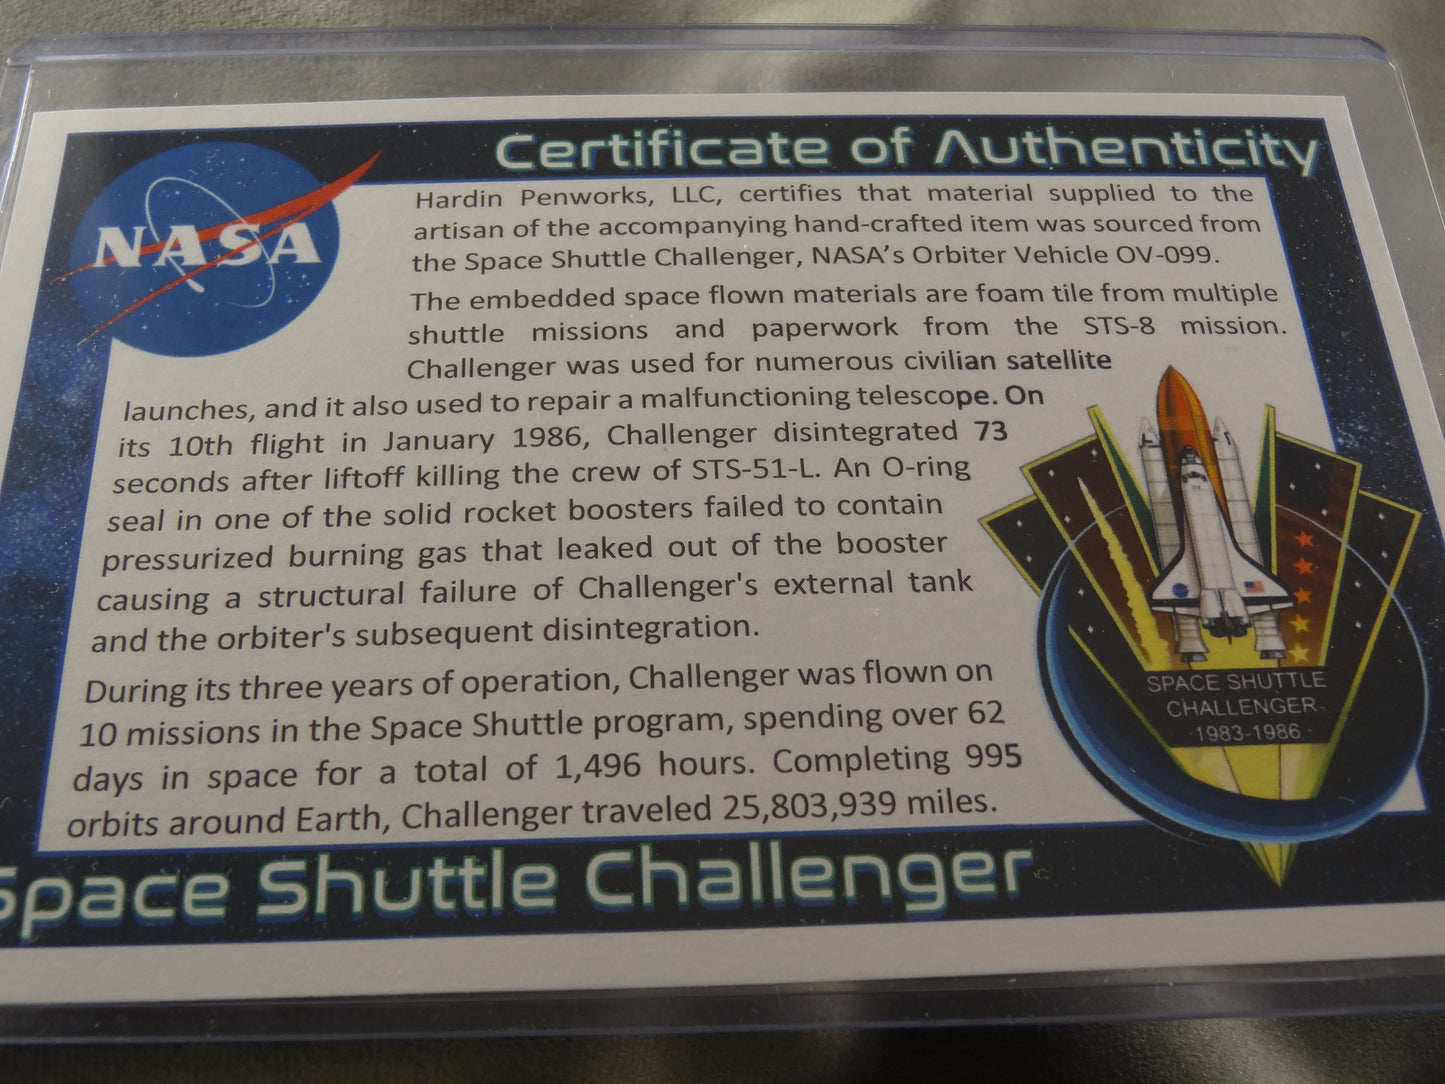 Certificate of Authenticity
NASA
Hardin Penworks, LLC, certifies that material supplied to the
artisan of the accompanying hand-crafted item was sourced from
the Space Shuttle Challenger, NASA’s Orbiter Vehicle OV-099.
The embedded space flown materials are foam tile from multiple
shuttle missions and paperwork from the STS-8 mission.
Challenger was used for numerous civilian satellite
launches, and it also used to repair a malfunctioning telescope. On
its 10th flight in January 1986, Challenger disintegrated 73
seconds after liftoff killing the crew of STS-51-L. An O-ring
seal in one of the solid rocket boosters failed to contain
pressurized burning gas that leaked out of the booster
causing a structural failure of Challenger's external tank
and the orbiter's subsequent disintegration.
During its three years of operation, Challenger was flown on
10 missions in the Space Shuttle program, spending over 62
days in space for a total of 1,496 hours. Completing 995
orbits around Earth, Challenger traveled 25,803,939 miles.
SPACE SHUTTLE
CHALLENGER
·1983-1986·
Space Shuttle Challenger